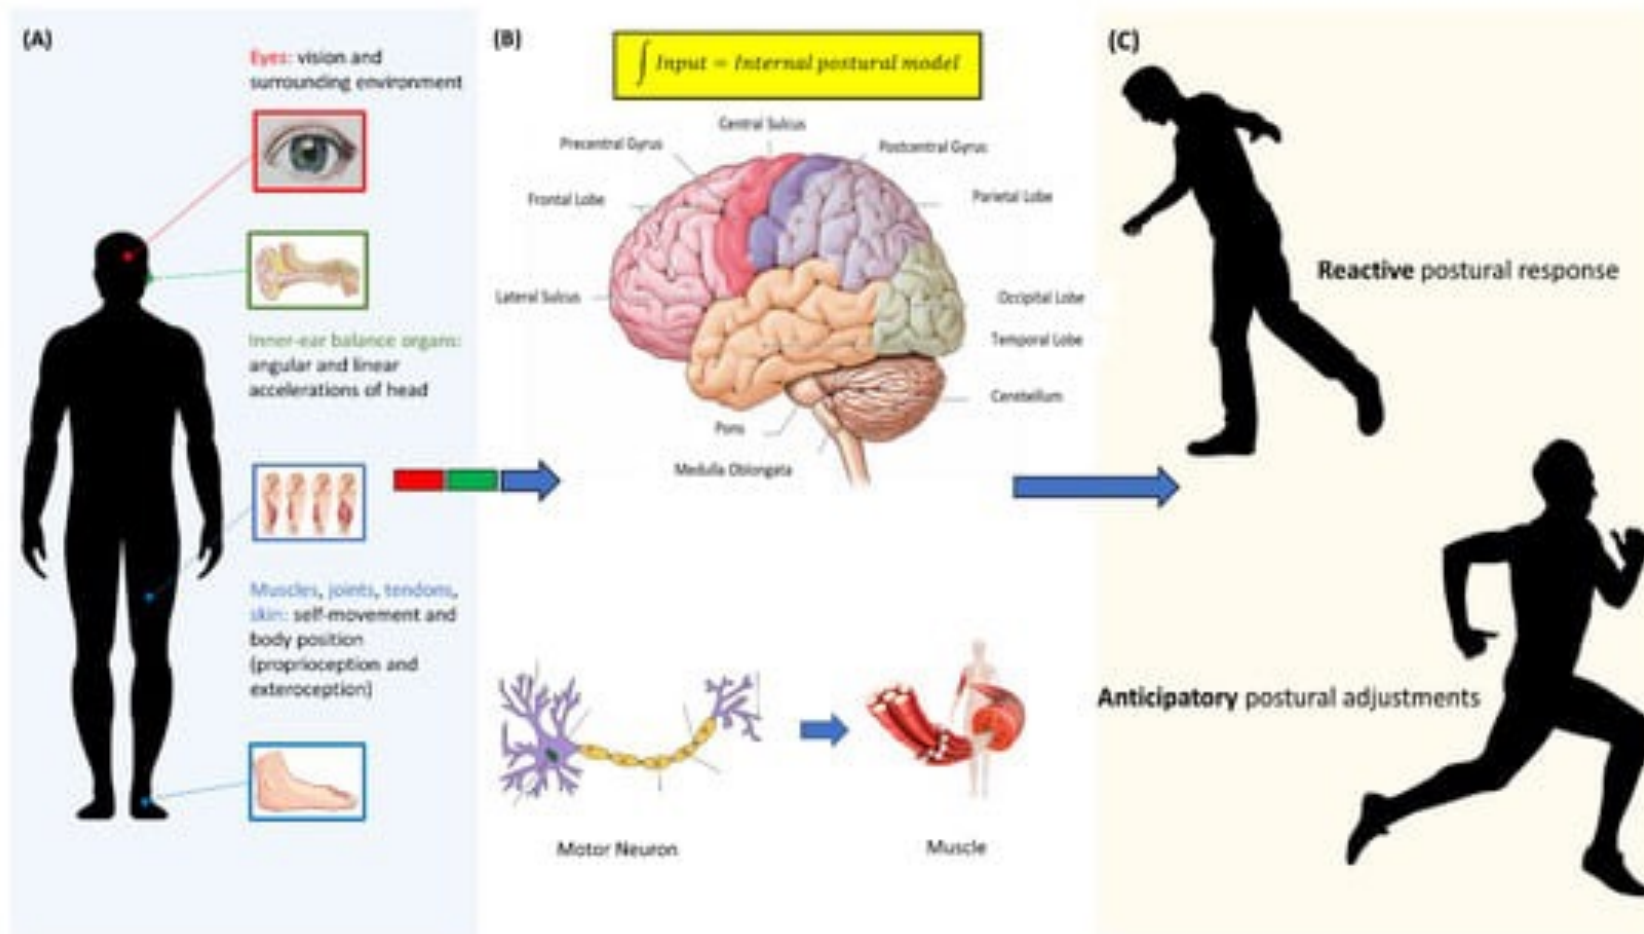 (A)
Eyes: vision and
surrounding environment
Inner-ear balance organs:
angular and linear
accelerations of head
Muscles, joints, tendons,
skin: self-movement and
body position
(proprioception and
exteroception)
(B)
∫ Input = Internal postural model
Central Sulcus
Precentral Gyrus
Postcentral Gyrus
Frontal Lobe
Parietal Lobe
Lateral Sulcus
Occipital Lobe
Temporal Lobe
Cerebellum
Pons
Medulla Oblongata
Motor Neuron
Muscle
(C)
Reactive postural response
Anticipatory postural adjustments